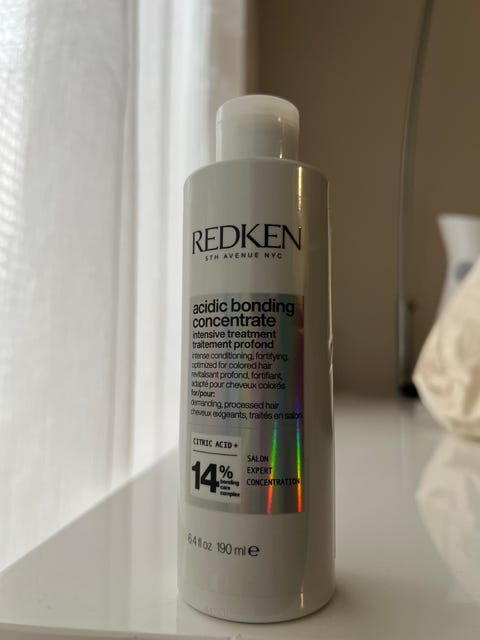 REDKEN
5TH AVENUE NYC
acidic bonding
concentrate
intensive treatment
traitement profond
intense conditioning, fortifying,
optimized for colored hair
revitalisant profond, fortifiant,
adapté pour cheveux colorés
for/pour:
demanding, processed hair
cheveux exigeants, traités en salon
CITRIC ACID+
14%
bonding
care
complex
SALON
EXPERT
CONCENTRATION
6.4 fl oz 190 ml e